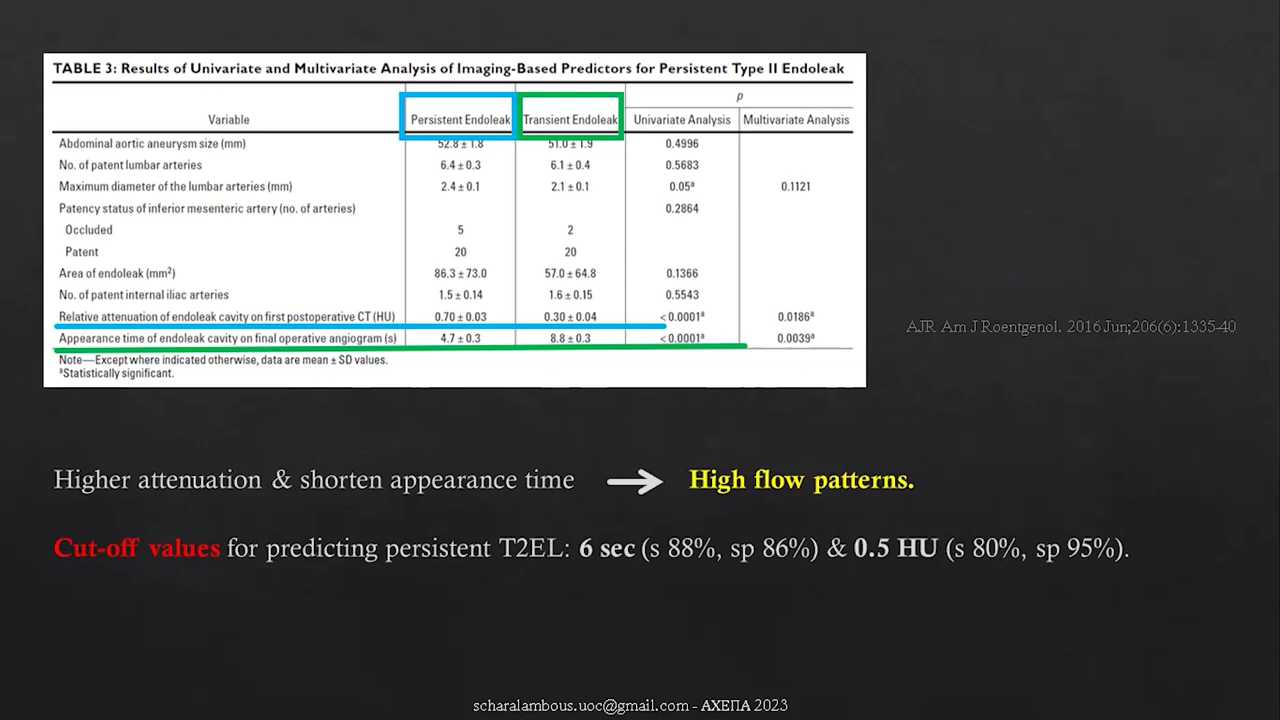 TABLE 3: Results of Univariate and Multivariate Analysis of Imaging-Based Predictors for Persistent Type II Endoleak
p
Variable Persistent Endoleak Transient Endoleak Univariate Analysis Multivariate Analysis
Abdominal aortic aneurysm size (mm) 52.8 ± 1.8 51.0 ± 1.9 0.4996
No. of patent lumbar arteries 6.4 ± 0.3 6.1 ± 0.4 0.5683
Maximum diameter of the lumbar arteries (mm) 2.4 ± 0.1 2.1 ± 0.1 0.05ª 0.1121
Patency status of inferior mesenteric artery (no. of arteries) 0.2864
Occluded 5 2
Patent 20 20
Area of endoleak (mm²) 86.3 ± 73.0 57.0 ± 64.8 0.1366
No. of patent internal iliac arteries 1.5 ± 0.14 1.6 ± 0.15 0.5543
Relative attenuation of endoleak cavity on first postoperative CT (HU) 0.70 ± 0.03 0.30 ± 0.04 < 0.0001ª 0.0186ª
Appearance time of endoleak cavity on final operative angiogram (s) 4.7 ± 0.3 8.8 ± 0.3 < 0.0001ª 0.0039ª
Note—Except where indicated otherwise, data are mean ± SD values.
ªStatistically significant.
AJR Am J Roentgenol. 2016 Jun;206(6):1335-40
Higher attenuation & shorten appearance time → High flow patterns.
Cut-off values for predicting persistent T2EL: 6 sec (s 88%, sp 86%) & 0.5 HU (s 80%, sp 95%).
scharalambous.uoc@gmail.com - ΑΧΕΠΑ 2023